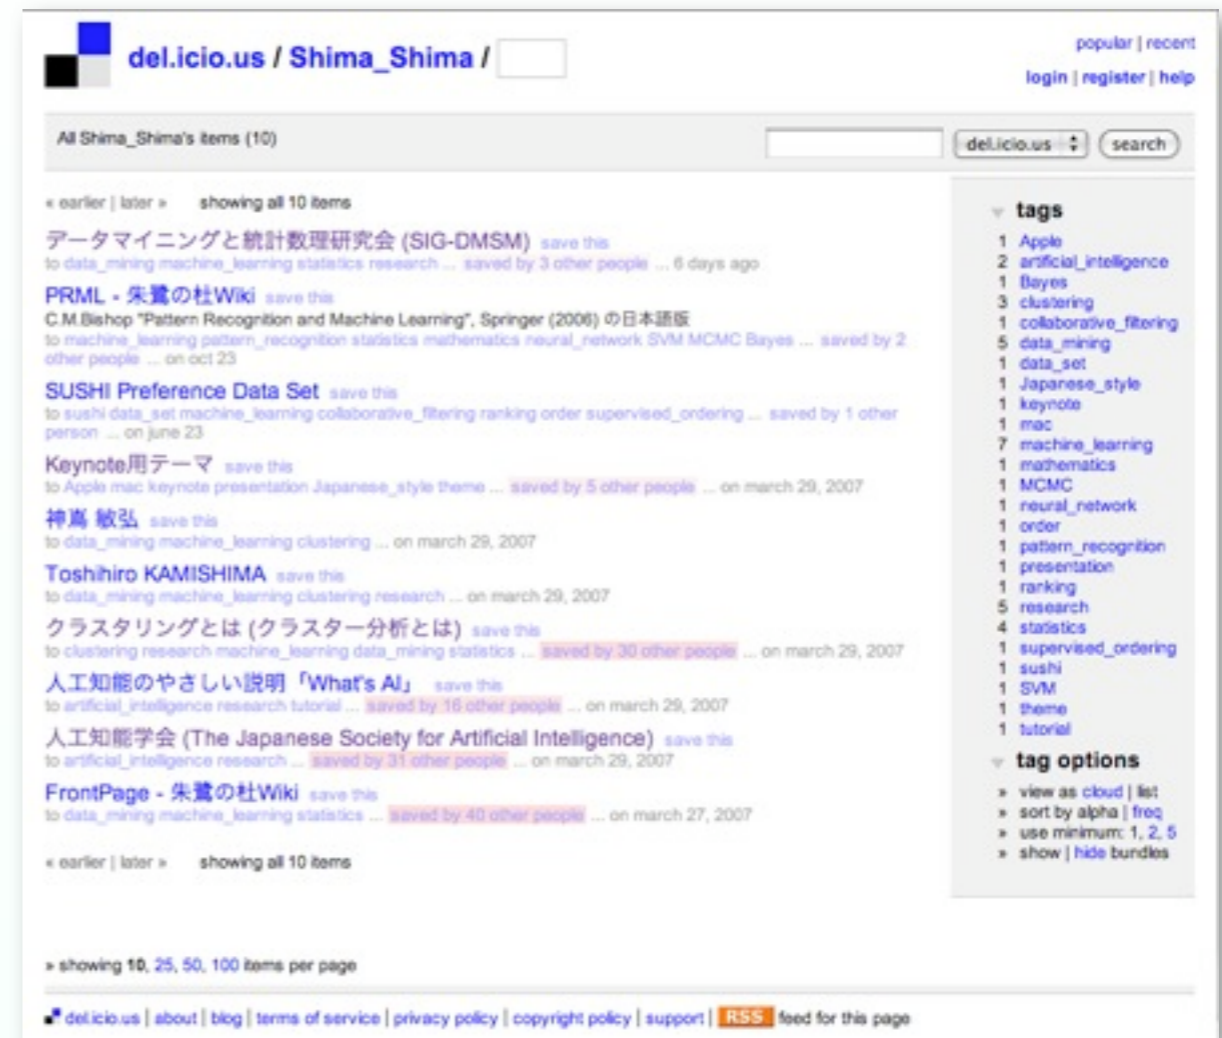 del.icio.us / Shima_Shima /
popular | recent
login | register | help
All Shima_Shima's items (10)
del.icio.us
search
« earlier | later » showing all 10 items
データマイニングと統計数理研究会 (SIG-DMSM) save this
to data_mining machine_learning statistics research ... saved by 3 other people ... 6 days ago
PRML - 朱鷺の杜Wiki save this
C.M.Bishop "Pattern Recognition and Machine Learning", Springer (2006) の日本語版
to machine_learning pattern_recognition statistics mathematics neural_network SVM MCMC Bayes ... saved by 2
other people ... on oct 23
SUSHI Preference Data Set save this
to sushi data_set machine_learning collaborative_filtering ranking order supervised_ordering ... saved by 1 other
person ... on june 23
Keynote用テーマ save this
to Apple mac keynote presentation Japanese_style theme ... saved by 5 other people ... on march 29, 2007
神嶌 敏弘 save this
to data_mining machine_learning clustering ... on march 29, 2007
Toshihiro KAMISHIMA save this
to data_mining machine_learning clustering research ... on march 29, 2007
クラスタリングとは (クラスター分析とは) save this
to clustering research machine_learning data_mining statistics ... saved by 30 other people ... on march 29, 2007
人工知能のやさしい説明「What's AI」 save this
to artificial_intelligence research tutorial ... saved by 16 other people ... on march 29, 2007
人工知能学会 (The Japanese Society for Artificial Intelligence) save this
to artificial_intelligence research ... saved by 31 other people ... on march 29, 2007
FrontPage - 朱鷺の杜Wiki save this
to data_mining machine_learning statistics ... saved by 40 other people ... on march 27, 2007
« earlier | later » showing all 10 items
tags
1 Apple
2 artificial_intelligence
1 Bayes
3 clustering
1 collaborative_filtering
5 data_mining
1 data_set
1 Japanese_style
1 keynote
1 mac
7 machine_learning
1 mathematics
1 MCMC
1 neural_network
1 order
1 pattern_recognition
1 presentation
1 ranking
5 research
4 statistics
1 supervised_ordering
1 sushi
1 SVM
1 theme
1 tutorial
tag options
» view as cloud | list
» sort by alpha | freq
» use minimum: 1, 2, 5
» show | hide bundles
» showing 10, 25, 50, 100 items per page
del.icio.us | about | blog | terms of service | privacy policy | copyright policy | support | RSS feed for this page